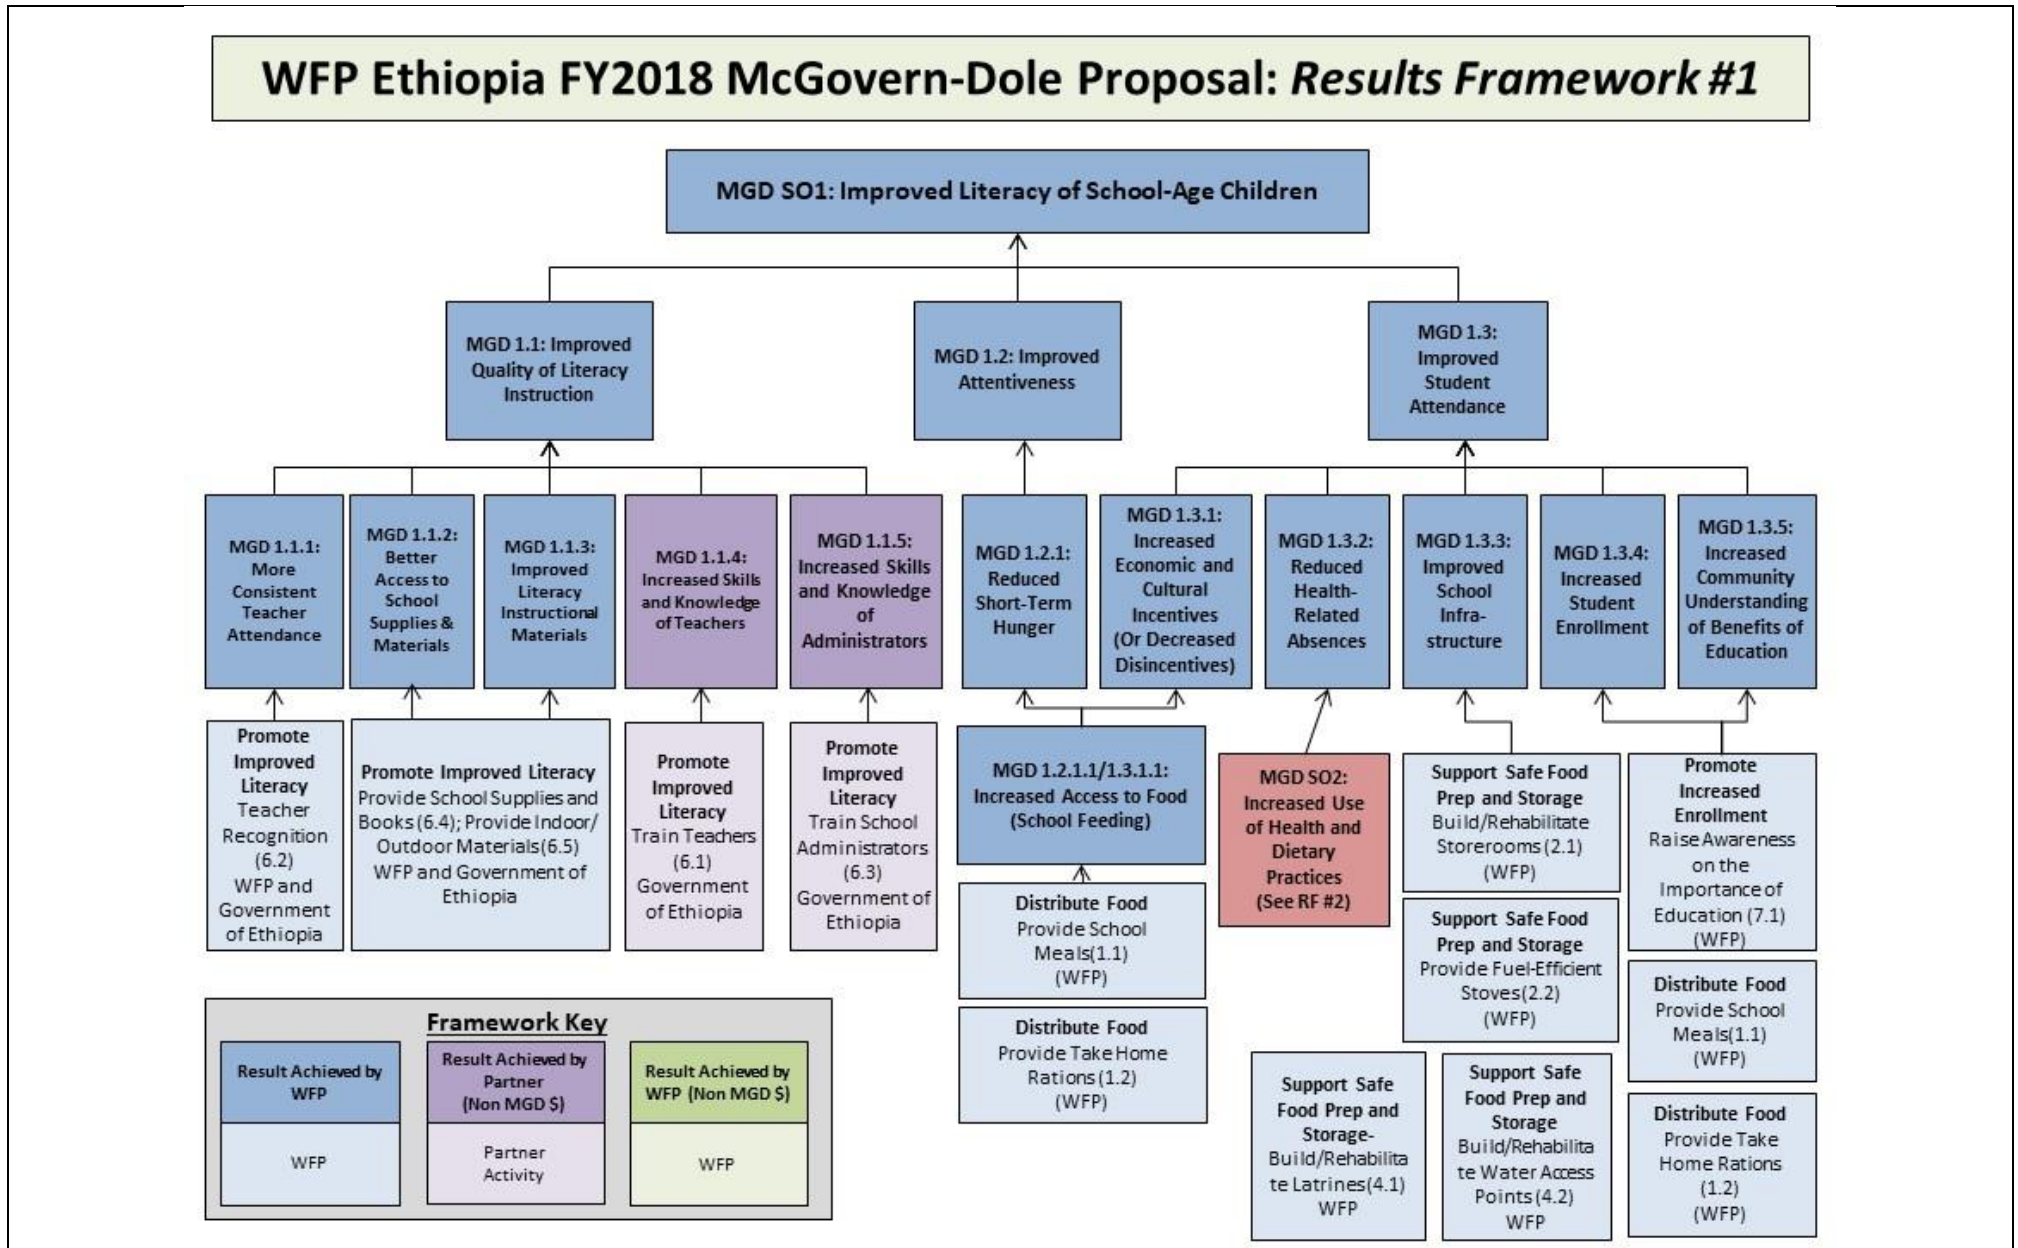 WFP Ethiopia FY2018 McGovern-Dole Proposal: Results Framework #1
MGD SO1: Improved Literacy of School-Age Children
MGD 1.1: Improved
Quality of Literacy
Instruction
MGD 1.2: Improved
Attentiveness
MGD 1.3:
Improved
Student
Attendance
MGD 1.1.1:
More
Consistent
Teacher
Attendance
MGD 1.1.2:
Better
Access to
School
Supplies &
Materials
MGD 1.1.3:
Improved
Literacy
Instructional
Materials
MGD 1.1.4:
Increased Skills
and Knowledge
of Teachers
MGD 1.1.5:
Increased Skills
and Knowledge
of
Administrators
MGD 1.2.1:
Reduced
Short-Term
Hunger
MGD 1.3.1:
Increased
Economic and
Cultural
Incentives
(Or Decreased
Disincentives)
MGD 1.3.2:
Reduced
Health-
Related
Absences
MGD 1.3.3:
Improved
School
Infra-
structure
MGD 1.3.4:
Increased
Student
Enrollment
MGD 1.3.5:
Increased
Community
Understanding
of Benefits of
Education
Promote
Improved
Literacy
Teacher
Recognition
(6.2)
WFP and
Government
of Ethiopia
Promote Improved Literacy
Provide School Supplies and
Books (6.4); Provide Indoor/
Outdoor Materials (6.5)
WFP and Government of
Ethiopia
Promote
Improved
Literacy
Train Teachers
(6.1)
Government
of Ethiopia
Promote
Improved
Literacy
Train School
Administrators
(6.3)
Government of
Ethiopia
MGD 1.2.1.1/1.3.1.1:
Increased Access to Food
(School Feeding)
MGD SO2:
Increased Use
of Health and
Dietary
Practices
(See RF #2)
Support Safe Food
Prep and Storage
Build/Rehabilitate
Storerooms (2.1)
(WFP)
Promote
Increased
Enrollment
Raise Awareness
on the
Importance of
Education (7.1)
(WFP)
Distribute Food
Provide School
Meals(1.1)
(WFP)
Support Safe Food
Prep and Storage
Provide Fuel-Efficient
Stoves (2.2)
(WFP)
Distribute Food
Provide School
Meals(1.1)
(WFP)
Distribute Food
Provide Take Home
Rations (1.2)
(WFP)
Support Safe
Food Prep and
Storage-
Build/Rehabilita
te Latrines (4.1)
WFP
Support Safe
Food Prep and
Storage
Build/Rehabilita
te Water Access
Points (4.2)
WFP
Distribute Food
Provide Take
Home Rations
(1.2)
(WFP)
Framework Key
Result Achieved by
WFP
WFP
Result Achieved by
Partner
(Non MGD $)
Partner
Activity
Result Achieved by
WFP (Non MGD $)
WFP